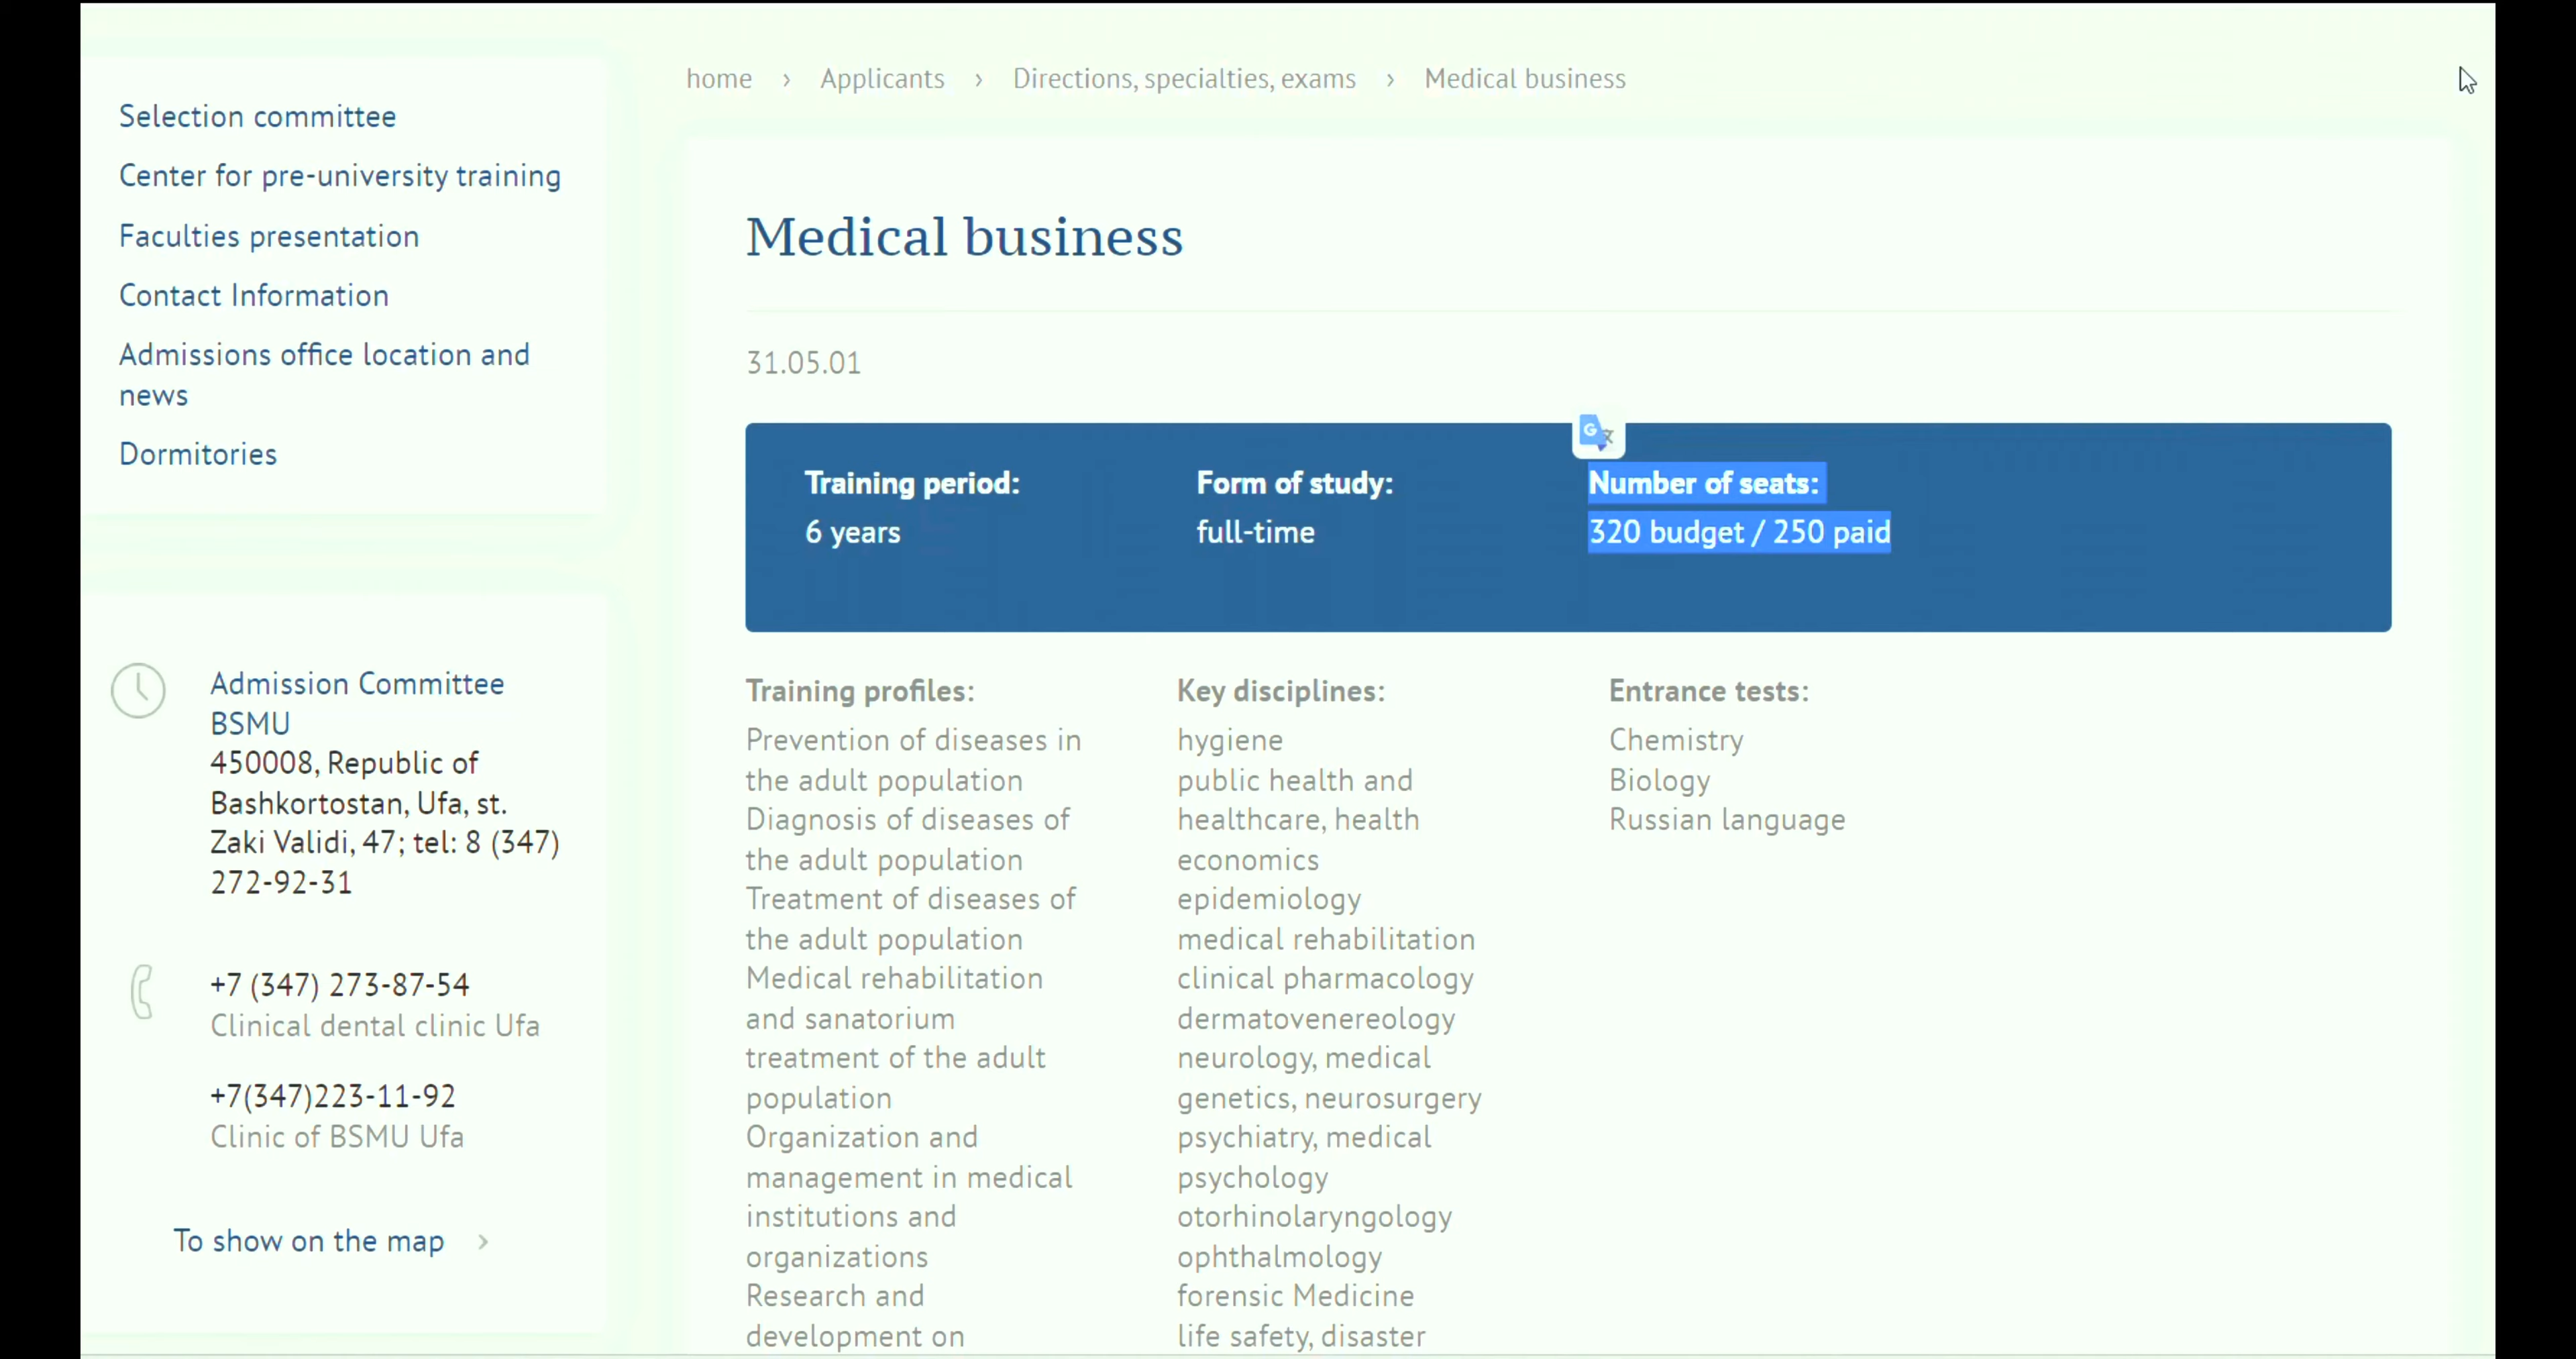 home › Applicants › Directions, specialties, exams › Medical business
Selection committee
Center for pre-university training
Faculties presentation
Contact Information
Admissions office location and
news
Dormitories
Admission Committee
BSMU
450008, Republic of
Bashkortostan, Ufa, st.
Zaki Validi, 47; tel: 8 (347)
272-92-31
+7 (347) 273-87-54
Clinical dental clinic Ufa
+7(347)223-11-92
Clinic of BSMU Ufa
To show on the map ›
Medical business
31.05.01
Training period:
6 years
Form of study:
full-time
Number of seats:
320 budget / 250 paid
Training profiles:
Prevention of diseases in
the adult population
Diagnosis of diseases of
the adult population
Treatment of diseases of
the adult population
Medical rehabilitation
and sanatorium
treatment of the adult
population
Organization and
management in medical
institutions and
organizations
Research and
development on
Key disciplines:
hygiene
public health and
healthcare, health
economics
epidemiology
medical rehabilitation
clinical pharmacology
dermatovenereology
neurology, medical
genetics, neurosurgery
psychiatry, medical
psychology
otorhinolaryngology
ophthalmology
forensic Medicine
life safety, disaster
Entrance tests:
Chemistry
Biology
Russian language